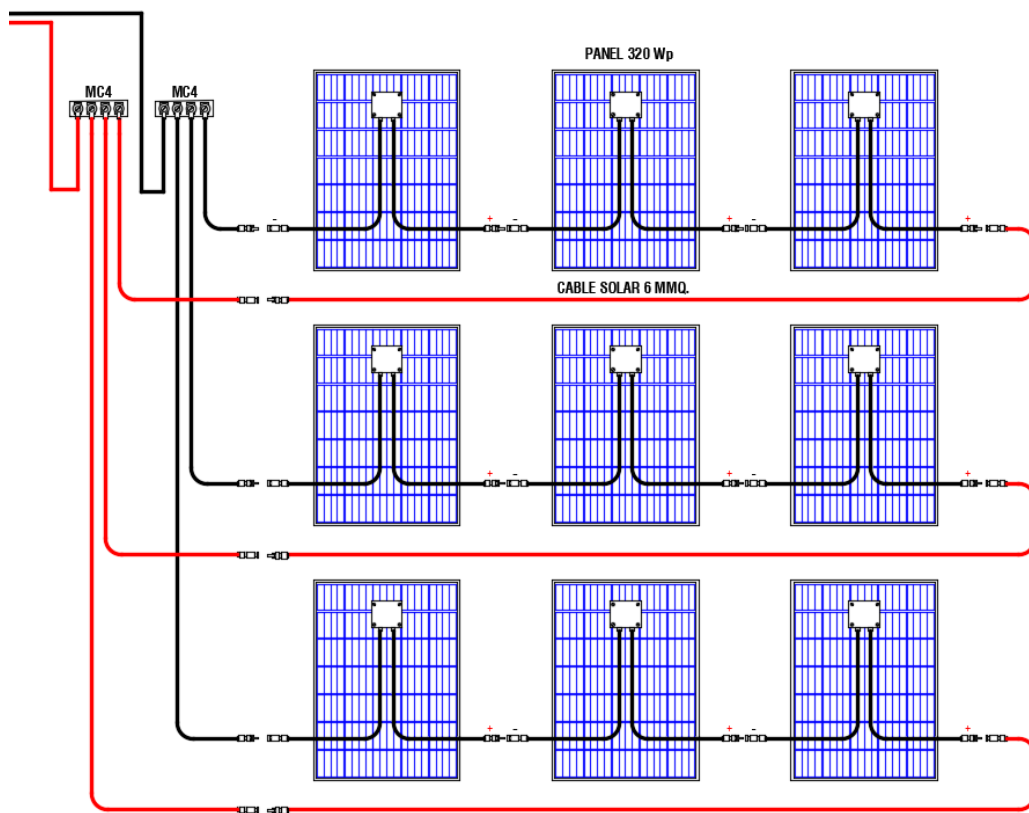 PANEL 320 Wp
MC4 MC4
- + - + - +
CABLE SOLAR 6 MMQ.
+ - + - +
+ - + - +